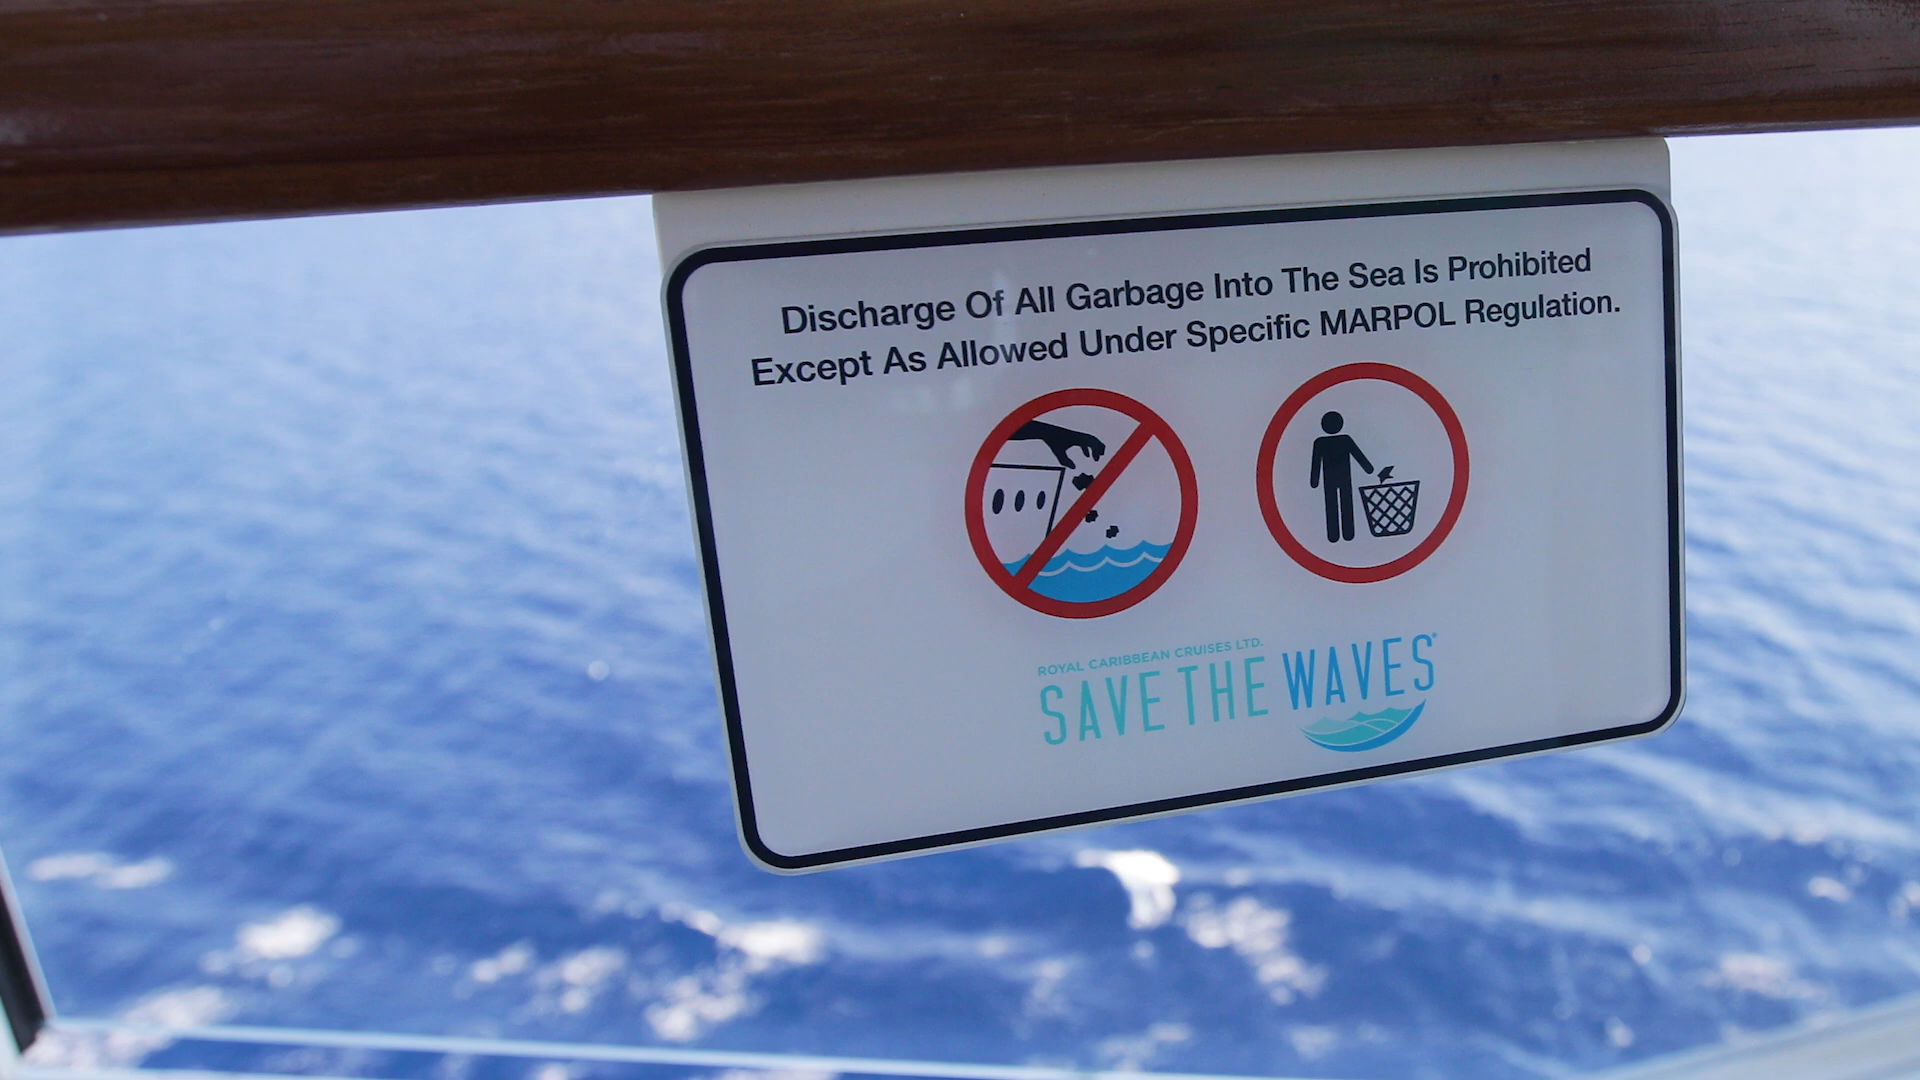 Discharge Of All Garbage Into The Sea Is Prohibited
Except As Allowed Under Specific MARPOL Regulation.
ROYAL CARIBBEAN CRUISES LTD.
SAVE THE WAVES®